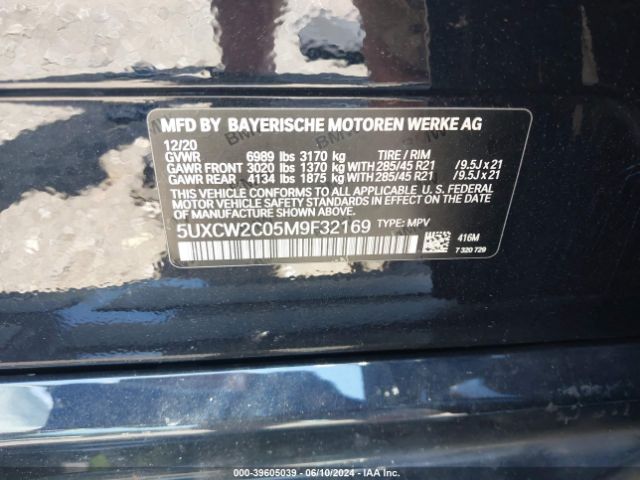 MFD BY BAYERISCHE MOTOREN WERKE AG
12/20
GVWR 6989 lbs 3170 kg TIRE / RIM
GAWR FRONT 3020 lbs 1370 kg WITH 285/45 R21 /9.5J x 21
GAWR REAR 4134 lbs 1875 kg WITH 285/45 R21 /9.5J x 21
THIS VEHICLE CONFORMS TO ALL APPLICABLE U.S. FEDERAL
MOTOR VEHICLE SAFETY STANDARDS IN EFFECT ON THE DATE OF
MANUFACTURE SHOWN ABOVE.
5UXCW2C05M9F32169 TYPE: MPV
416M
7 320 729
000-39605039 - 06/10/2024 - IAA Inc.